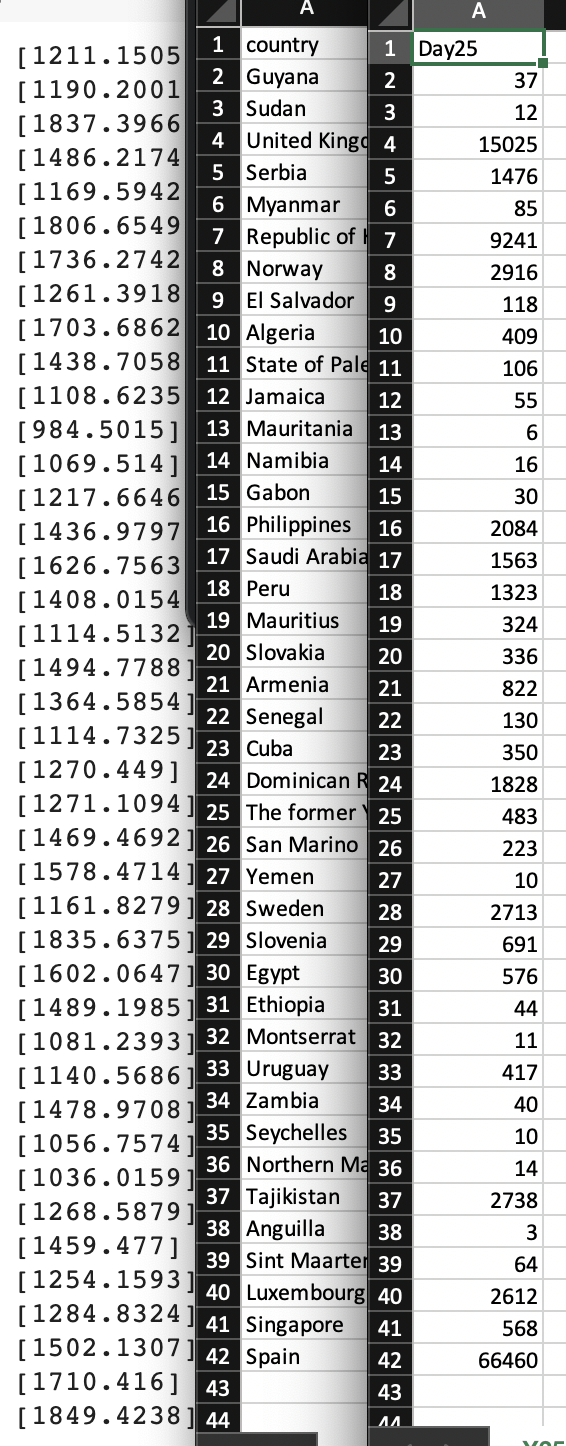 [1211.1505
[1190.2001
[1837.3966
[1486.2174
[1169.5942
[1806.6549
[1736.2742
[1261.3918
[1703.6862
[1438.7058
[1108.6235
[984.5015]
[1069.514]
[1217.6646
[1436.9797
[1626.7563
[1408.0154
[1114.5132]
[1494.7788]
[1364.5854]
[1114.7325]
[1270.449]
[1271.1094]
[1469.4692]
[1578.4714]
[1161.8279]
[1835.6375]
[1602.0647]
[1489.1985]
[1081.2393]
[1140.5686]
[1478.9708]
[1056.7574]
[1036.0159]
[1268.5879]
[1459.477]
[1254.1593]
[1284.8324]
[1502.1307]
[1710.416]
[1849.4238]
A
1 country
2 Guyana
3 Sudan
4 United King
5 Serbia
6 Myanmar
7 Republic of
8 Norway
9 El Salvador
10 Algeria
11 State of Pale
12 Jamaica
13 Mauritania
14 Namibia
15 Gabon
16 Philippines
17 Saudi Arabia
18 Peru
19 Mauritius
20 Slovakia
21 Armenia
22 Senegal
23 Cuba
24 Dominican R
25 The former
26 San Marino
27 Yemen
28 Sweden
29 Slovenia
30 Egypt
31 Ethiopia
32 Montserrat
33 Uruguay
34 Zambia
35 Seychelles
36 Northern Ma
37 Tajikistan
38 Anguilla
39 Sint Maarte
40 Luxembourg
41 Singapore
42 Spain
43
44
A
1 Day25
2 37
3 12
4 15025
5 1476
6 85
7 9241
8 2916
9 118
10 409
11 106
12 55
13 6
14 16
15 30
16 2084
17 1563
18 1323
19 324
20 336
21 822
22 130
23 350
24 1828
25 483
26 223
27 10
28 2713
29 691
30 576
31 44
32 11
33 417
34 40
35 10
36 14
37 2738
38 3
39 64
40 2612
41 568
42 66460
43
44